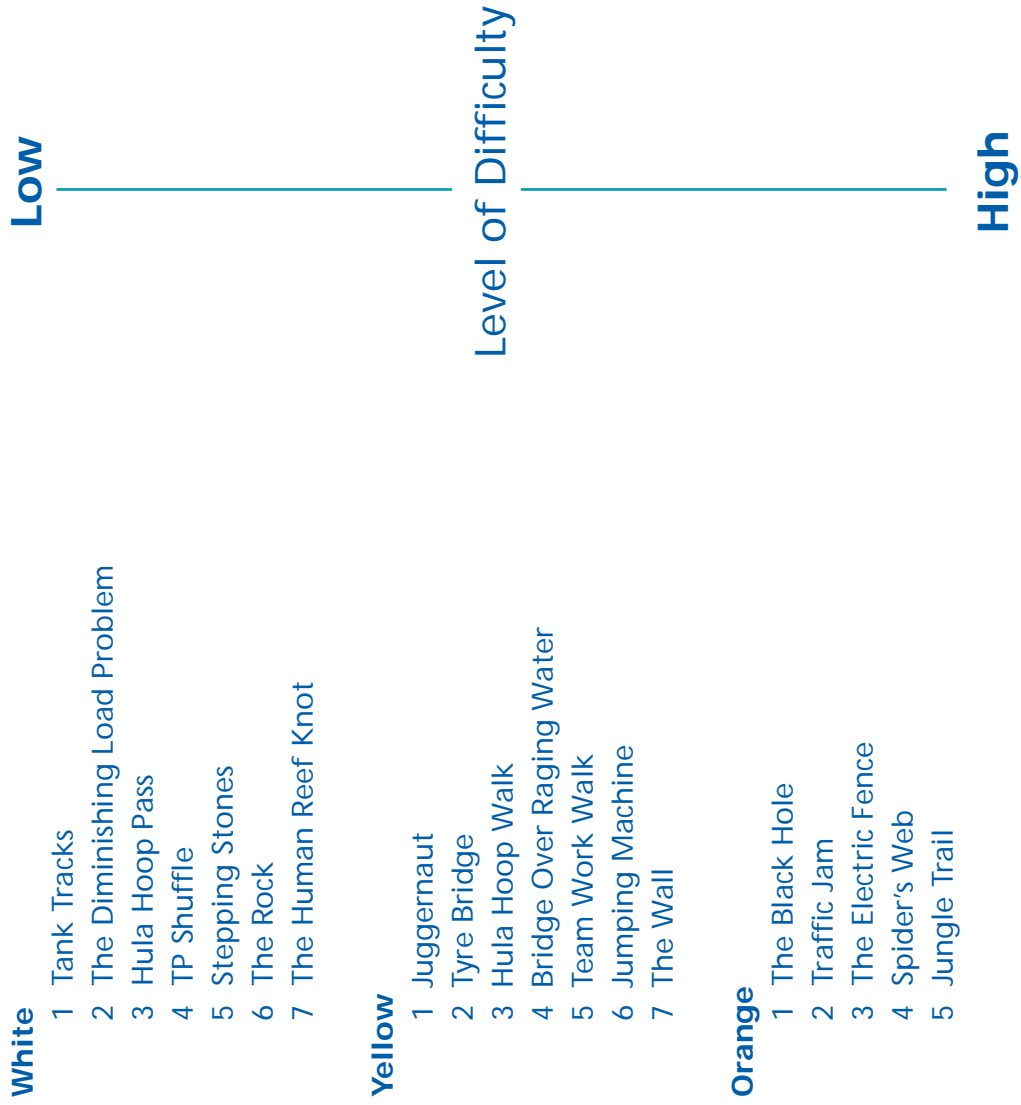 White
1 Tank Tracks
2 The Diminishing Load Problem
3 Hula Hoop Pass
4 TP Shuffle
5 Stepping Stones
6 The Rock
7 The Human Reef Knot
Yellow
1 Juggernaut
2 Tyre Bridge
3 Hula Hoop Walk
4 Bridge Over Raging Water
5 Team Work Walk
6 Jumping Machine
7 The Wall
Orange
1 The Black Hole
2 Traffic Jam
3 The Electric Fence
4 Spider's Web
5 Jungle Trail
Low
Level of Difficulty
High